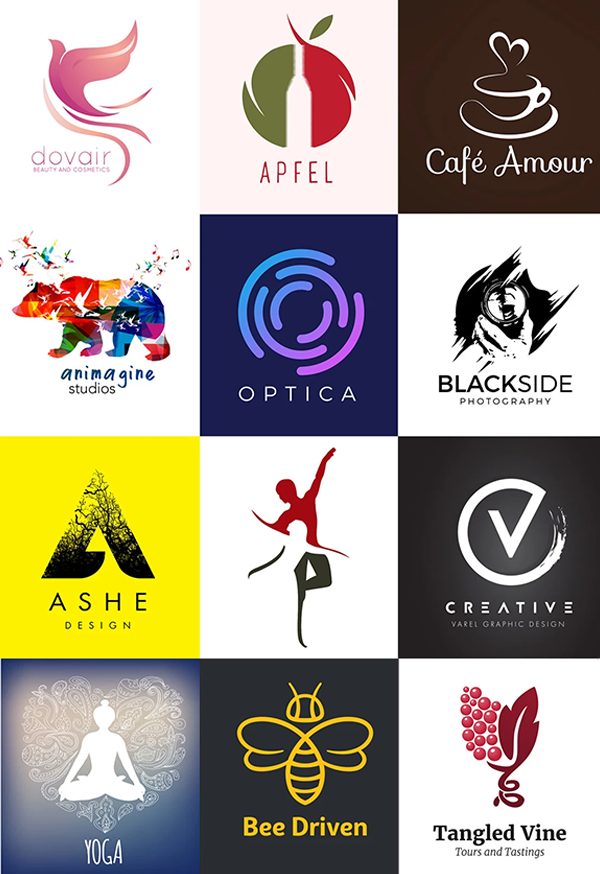 dovair
BEAUTY AND COSMETICS
APFEL
Café Amour
animagine
studios
OPTICA
BLACKSIDE
PHOTOGRAPHY
ASHE
DESIGN
CREATIVE
VAREL GRAPHIC DESIGN
YOGA
Bee Driven
Tangled Vine
Tours and Tastings